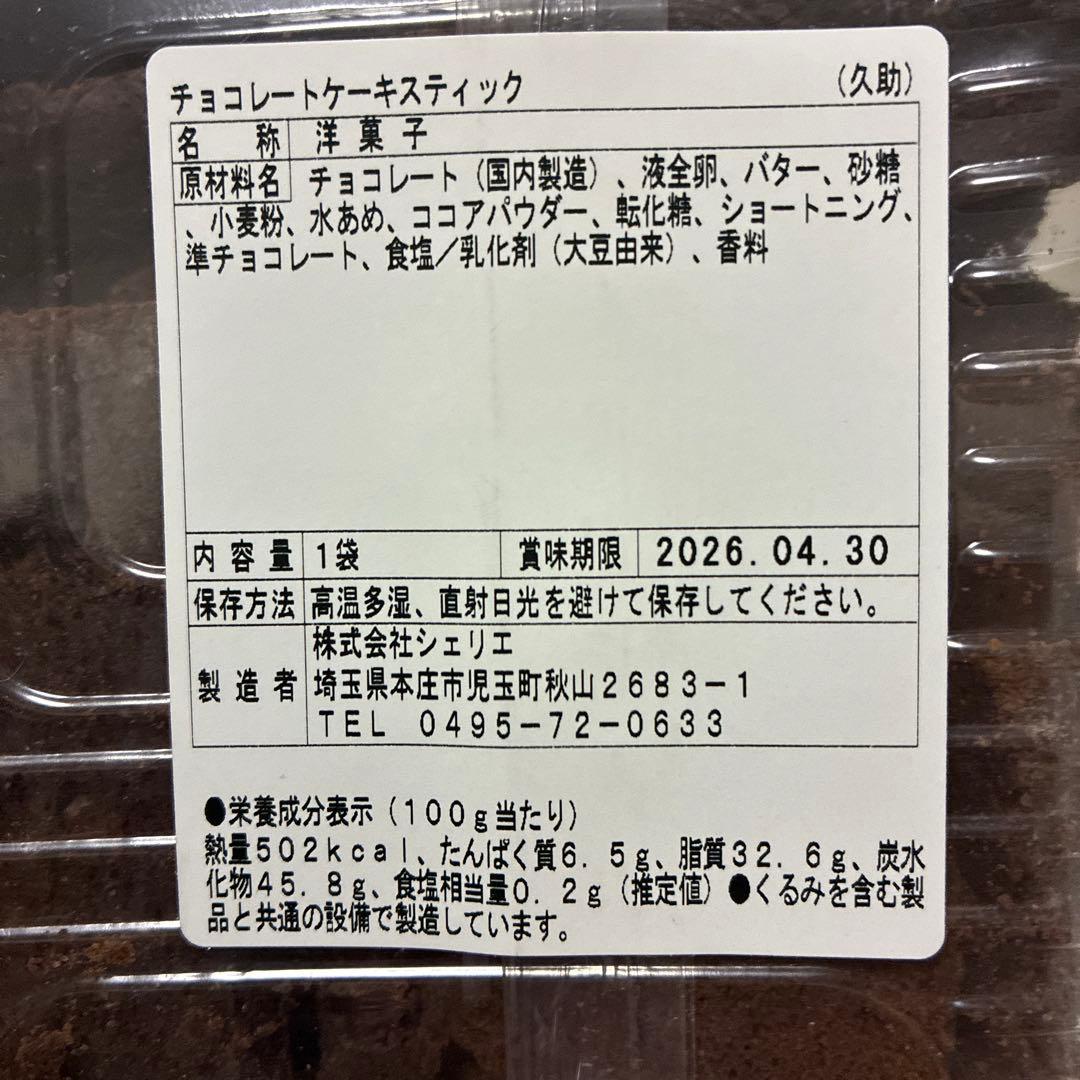 チョコレートケーキスティック （久助）
名称 洋菓子
原材料名 チョコレート（国内製造）、液全卵、バター、砂糖
、小麦粉、水あめ、ココアパウダー、転化糖、ショートニング、
準チョコレート、食塩／乳化剤（大豆由来）、香料
内容量 1袋 賞味期限 2026.04.30
保存方法 高温多湿、直射日光を避けて保存してください。
製造者 株式会社シェリエ
埼玉県本庄市児玉町秋山２６８３－１
ＴＥＬ ０４９５－７２－０６３３
●栄養成分表示（１００ｇ当たり）
熱量５０２ｋｃａｌ、たんぱく質６．５ｇ、脂質３２．６ｇ、炭水
化物４５．８ｇ、食塩相当量０．２ｇ（推定値）●くるみを含む製
品と共通の設備で製造しています。